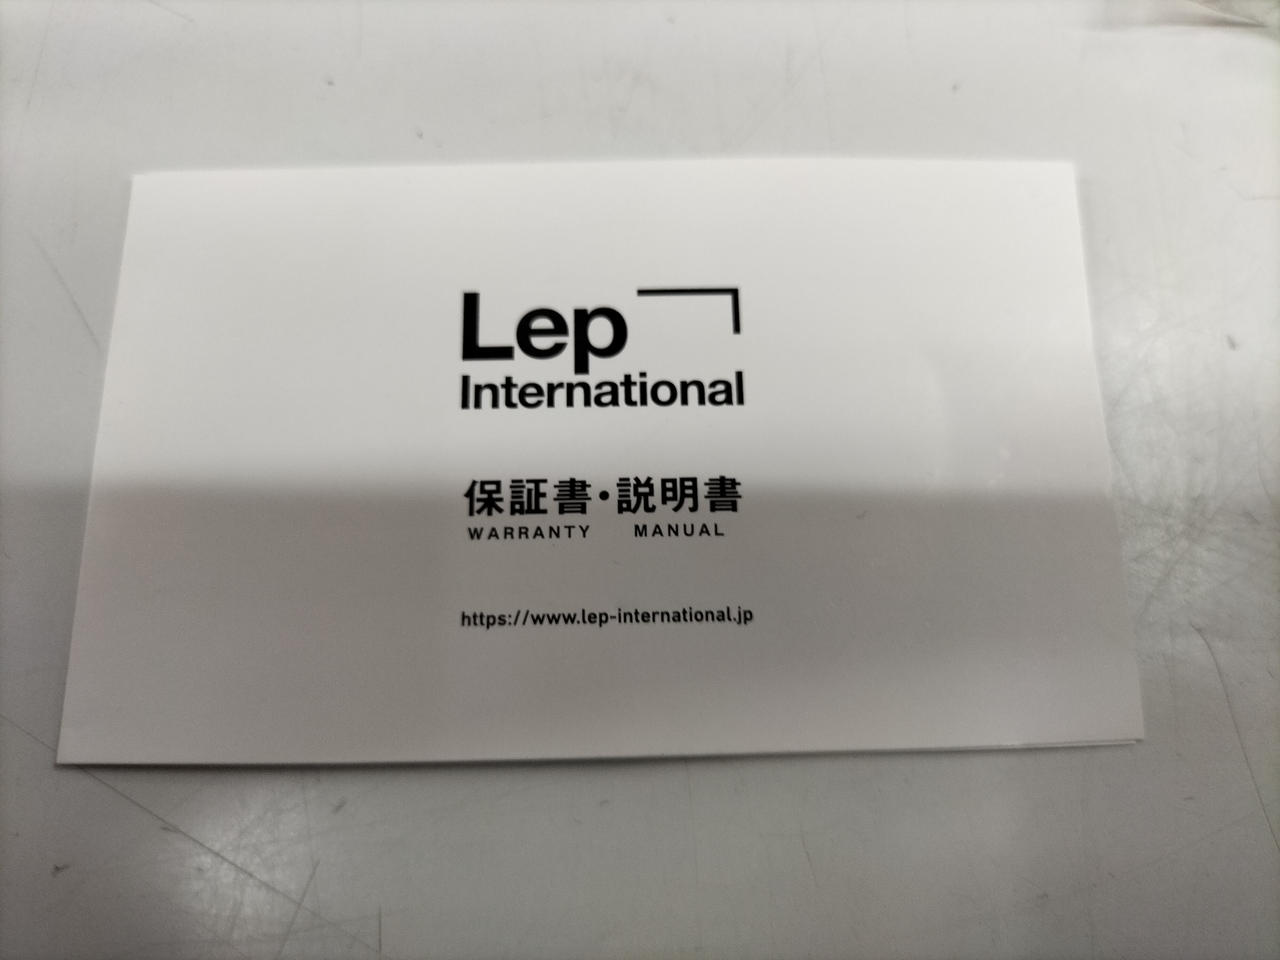 Lep
International
保証書・説明書
WARRANTY MANUAL
https://www.lep-international.jp